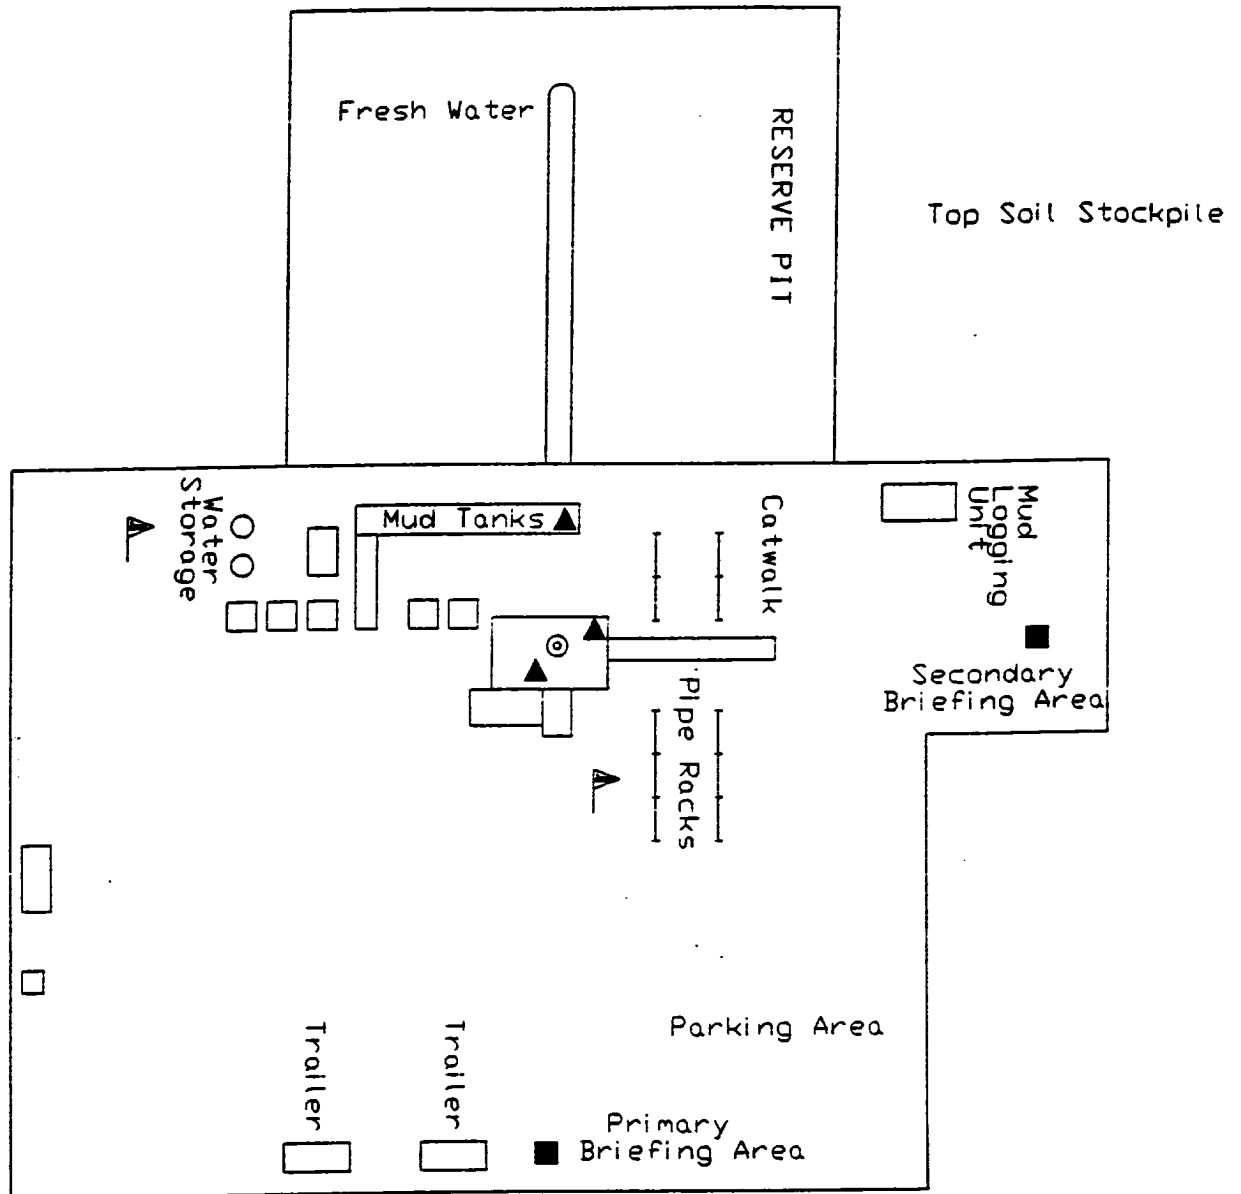 Fresh Water
RESERVE PIT
Top Soil Stockpile
Water
Storage
Mud Tanks
Catwalk
Mud
Logging
Unit
Secondary
Briefing Area
Pipe Racks
Parking Area
Trailer
Trailer
Primary
Briefing Area